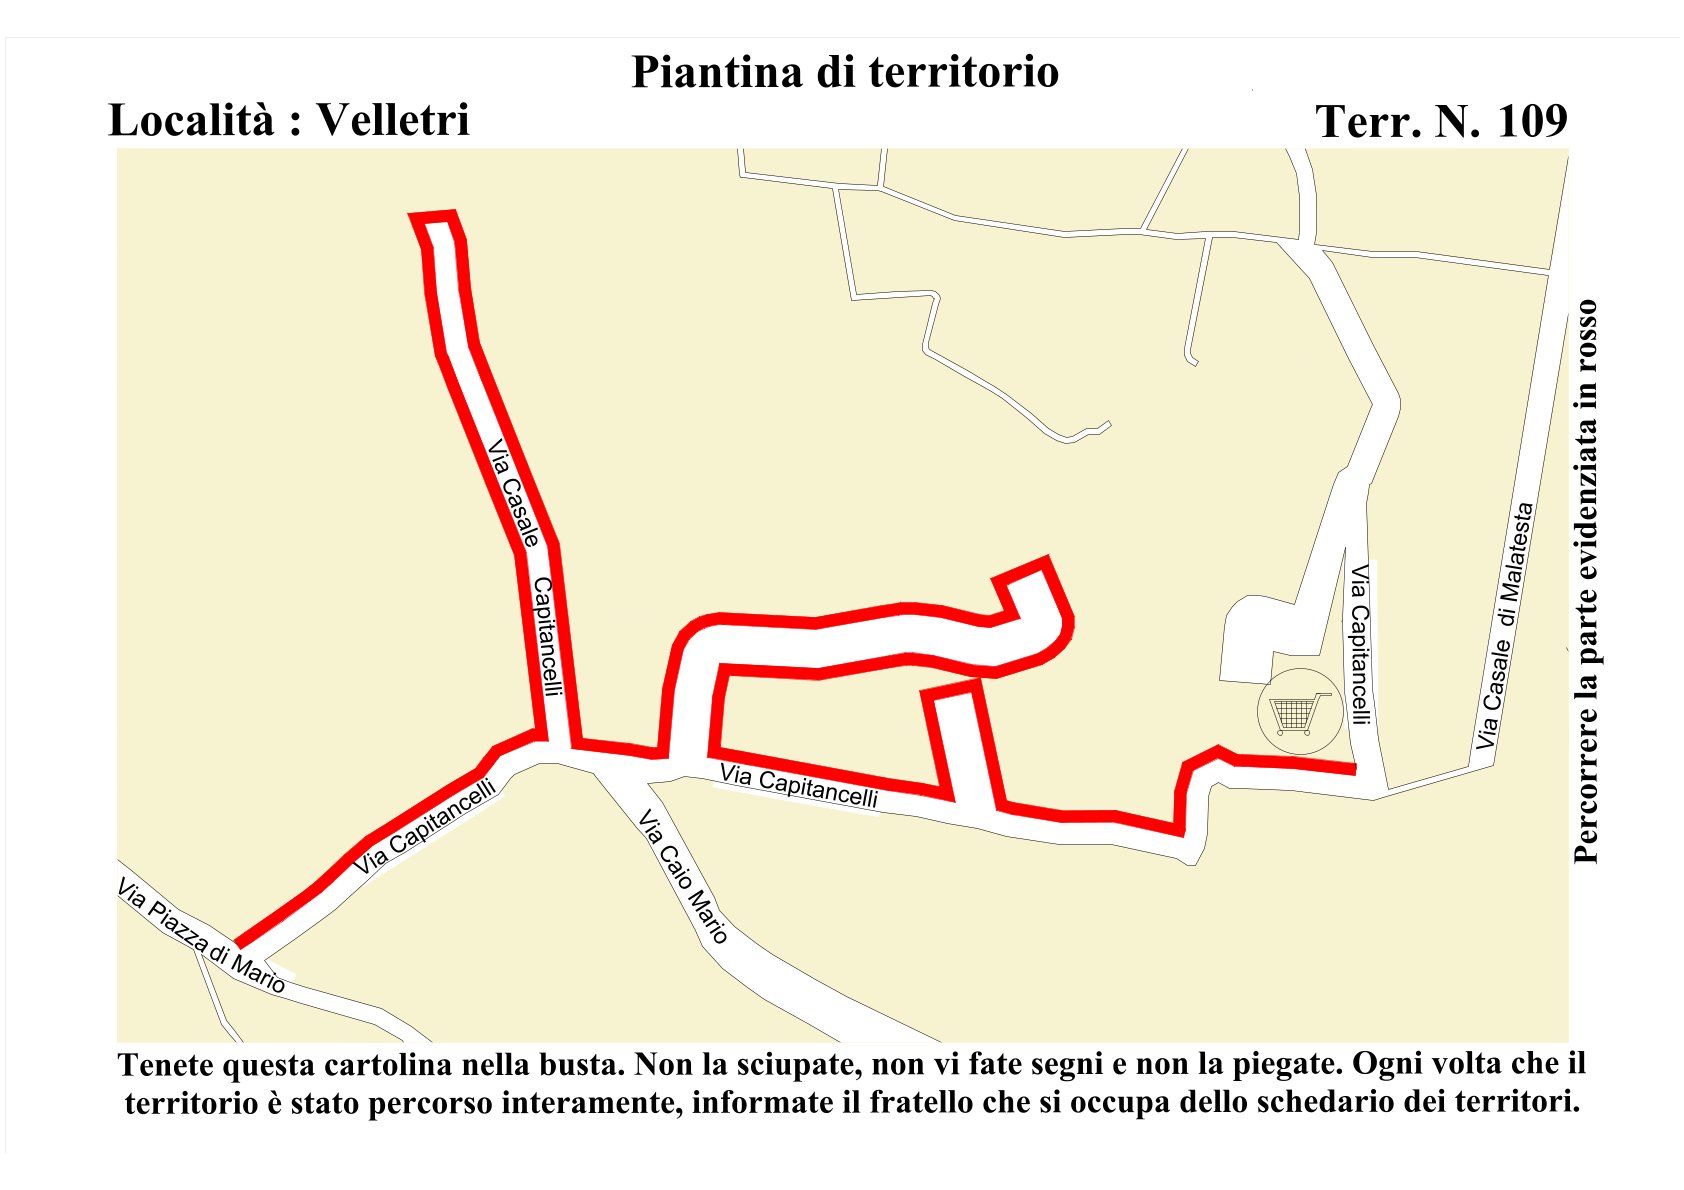 Piantina di territorio
Località : Velletri
Terr. N. 109
Via Casale Capitancelli
Via Capitancelli
Via Casale di Malatesta
Percorrere la parte evidenziata in rosso
Via Capitancelli
Via Capitancelli
Via Caio Mario
Via Piazza di Mario
Tenete questa cartolina nella busta. Non la sciupate, non vi fate segni e non la piegate. Ogni volta che il
territorio è stato percorso interamente, informate il fratello che si occupa dello schedario dei territori.